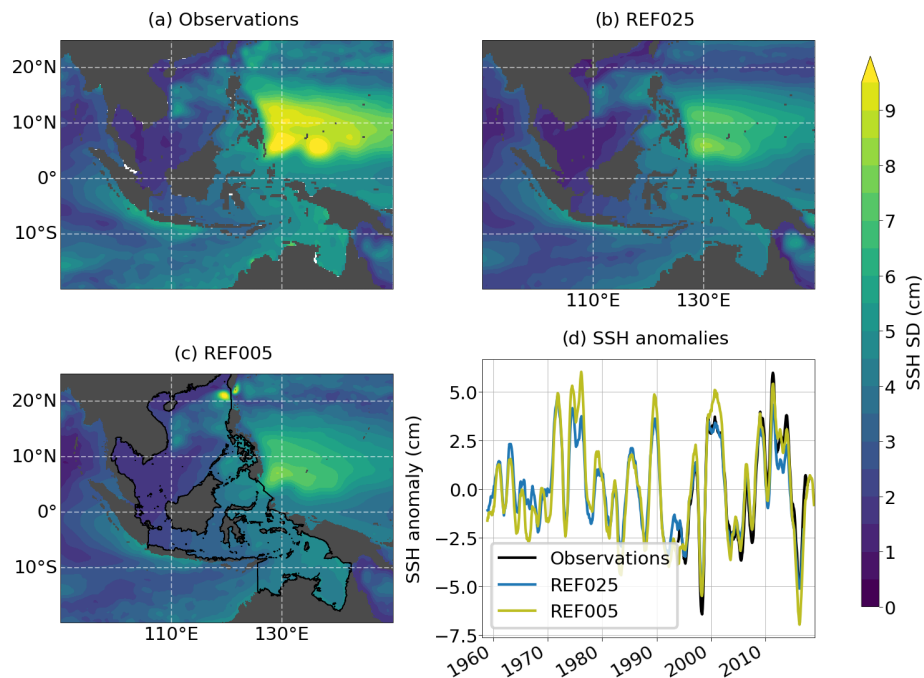 (a) Observations
(b) REF025
20°N
10°N
0°
10°S
110°E
130°E
9
8
7
6
5
4
3
2
1
0
SSH SD (cm)
(c) REF005
20°N
10°N
0°
10°S
110°E
130°E
(d) SSH anomalies
SSH anomaly (cm)
5.0
2.5
0.0
−2.5
−5.0
−7.5
Observations
REF025
REF005
1960
1970
1980
1990
2000
2010